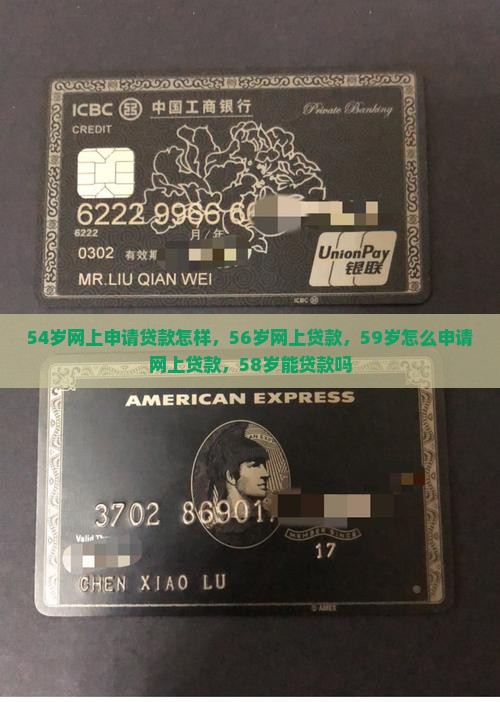 ICBC 中国工商银行 Private Banking
CREDIT
6222 9966 6
6222
月/年
0302 有效期
UnionPay
银联
MR.LIU QIAN WEI
ICBC
54岁网上申请贷款怎样，56岁网上贷款，59岁怎么申请
网上贷款，58岁能贷款吗
AMERICAN EXPRESS
3702 86901
MEMBER SINCE
17
CHEN XIAO LU
© AMEX